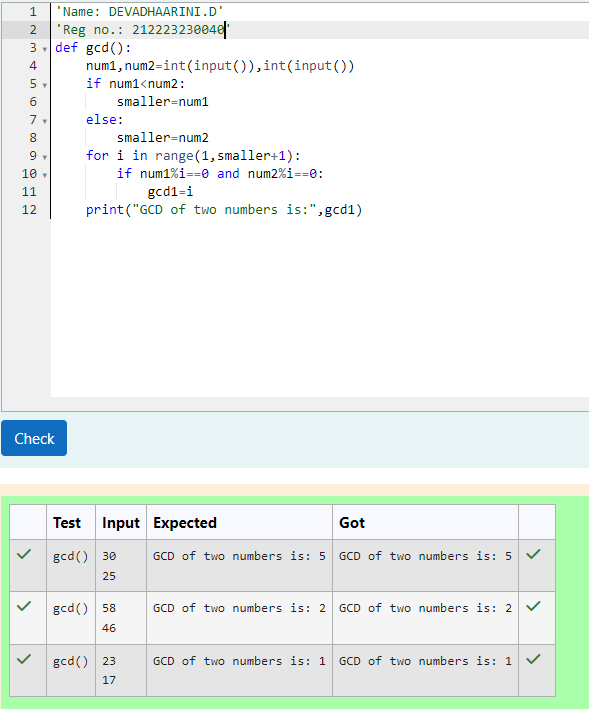 1 'Name: DEVADHAARINI.D'
2 'Reg no.: 212223230040'
3 def gcd():
4     num1,num2=int(input()),int(input())
5     if num1<num2:
6         smaller=num1
7     else:
8         smaller=num2
9     for i in range(1,smaller+1):
10         if num1%i==0 and num2%i==0:
11             gcd1=i
12     print("GCD of two numbers is:",gcd1)
Check
Test Input Expected Got
gcd() 30 GCD of two numbers is: 5 GCD of two numbers is: 5
25
gcd() 58 GCD of two numbers is: 2 GCD of two numbers is: 2
46
gcd() 23 GCD of two numbers is: 1 GCD of two numbers is: 1
17